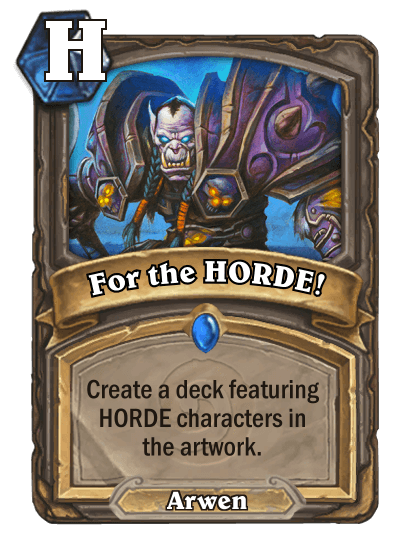 H
For the HORDE!
Create a deck featuring
HORDE characters in
the artwork.
Arwen